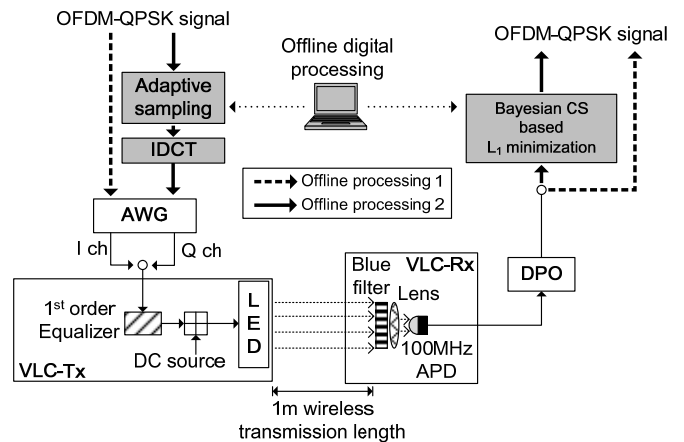 OFDM-QPSK signal
Adaptive
sampling
IDCT
AWG
I ch
Q ch
Offline digital
processing
OFDM-QPSK signal
Bayesian CS
based
L₁ minimization
Offline processing 1
Offline processing 2
DPO
1st order
Equalizer
DC source
VLC-Tx
L
E
D
Blue
filter
VLC-Rx
Lens
100MHz
APD
1m wireless
transmission length